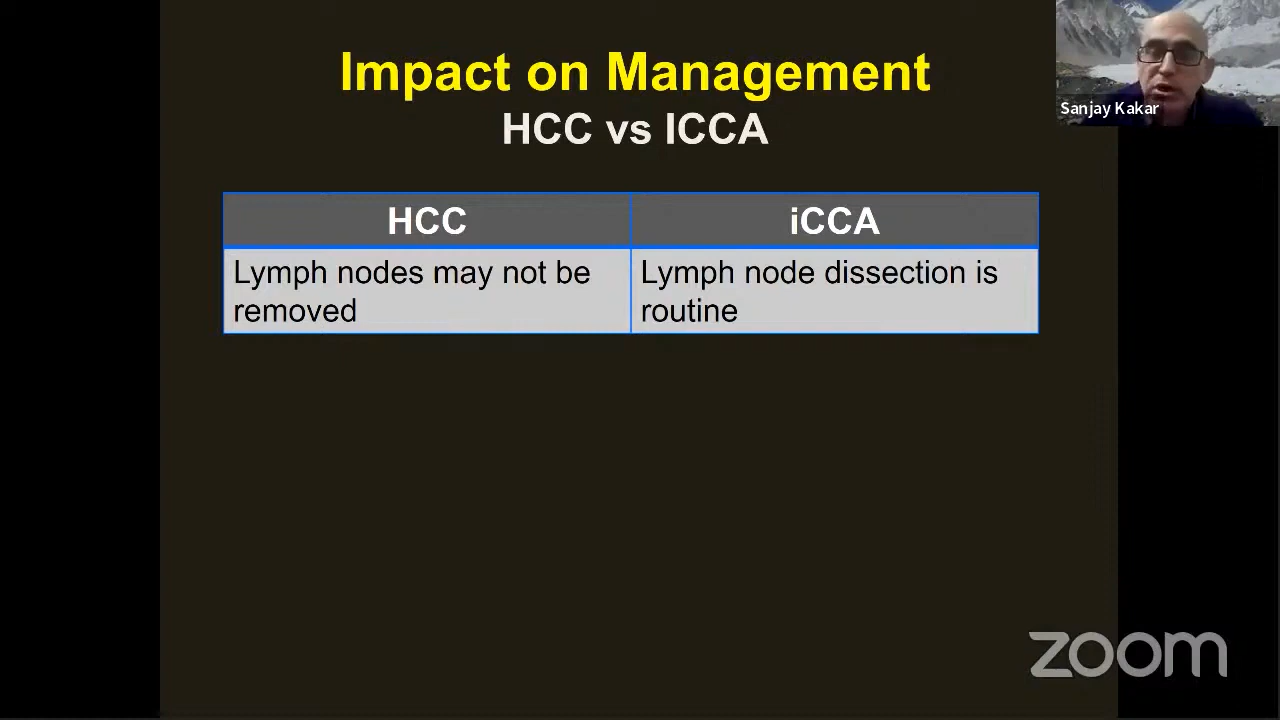 Impact on Management
HCC vs ICCA
Sanjay Kakar
HCC
iCCA
Lymph nodes may not be
removed
Lymph node dissection is
routine
zoom